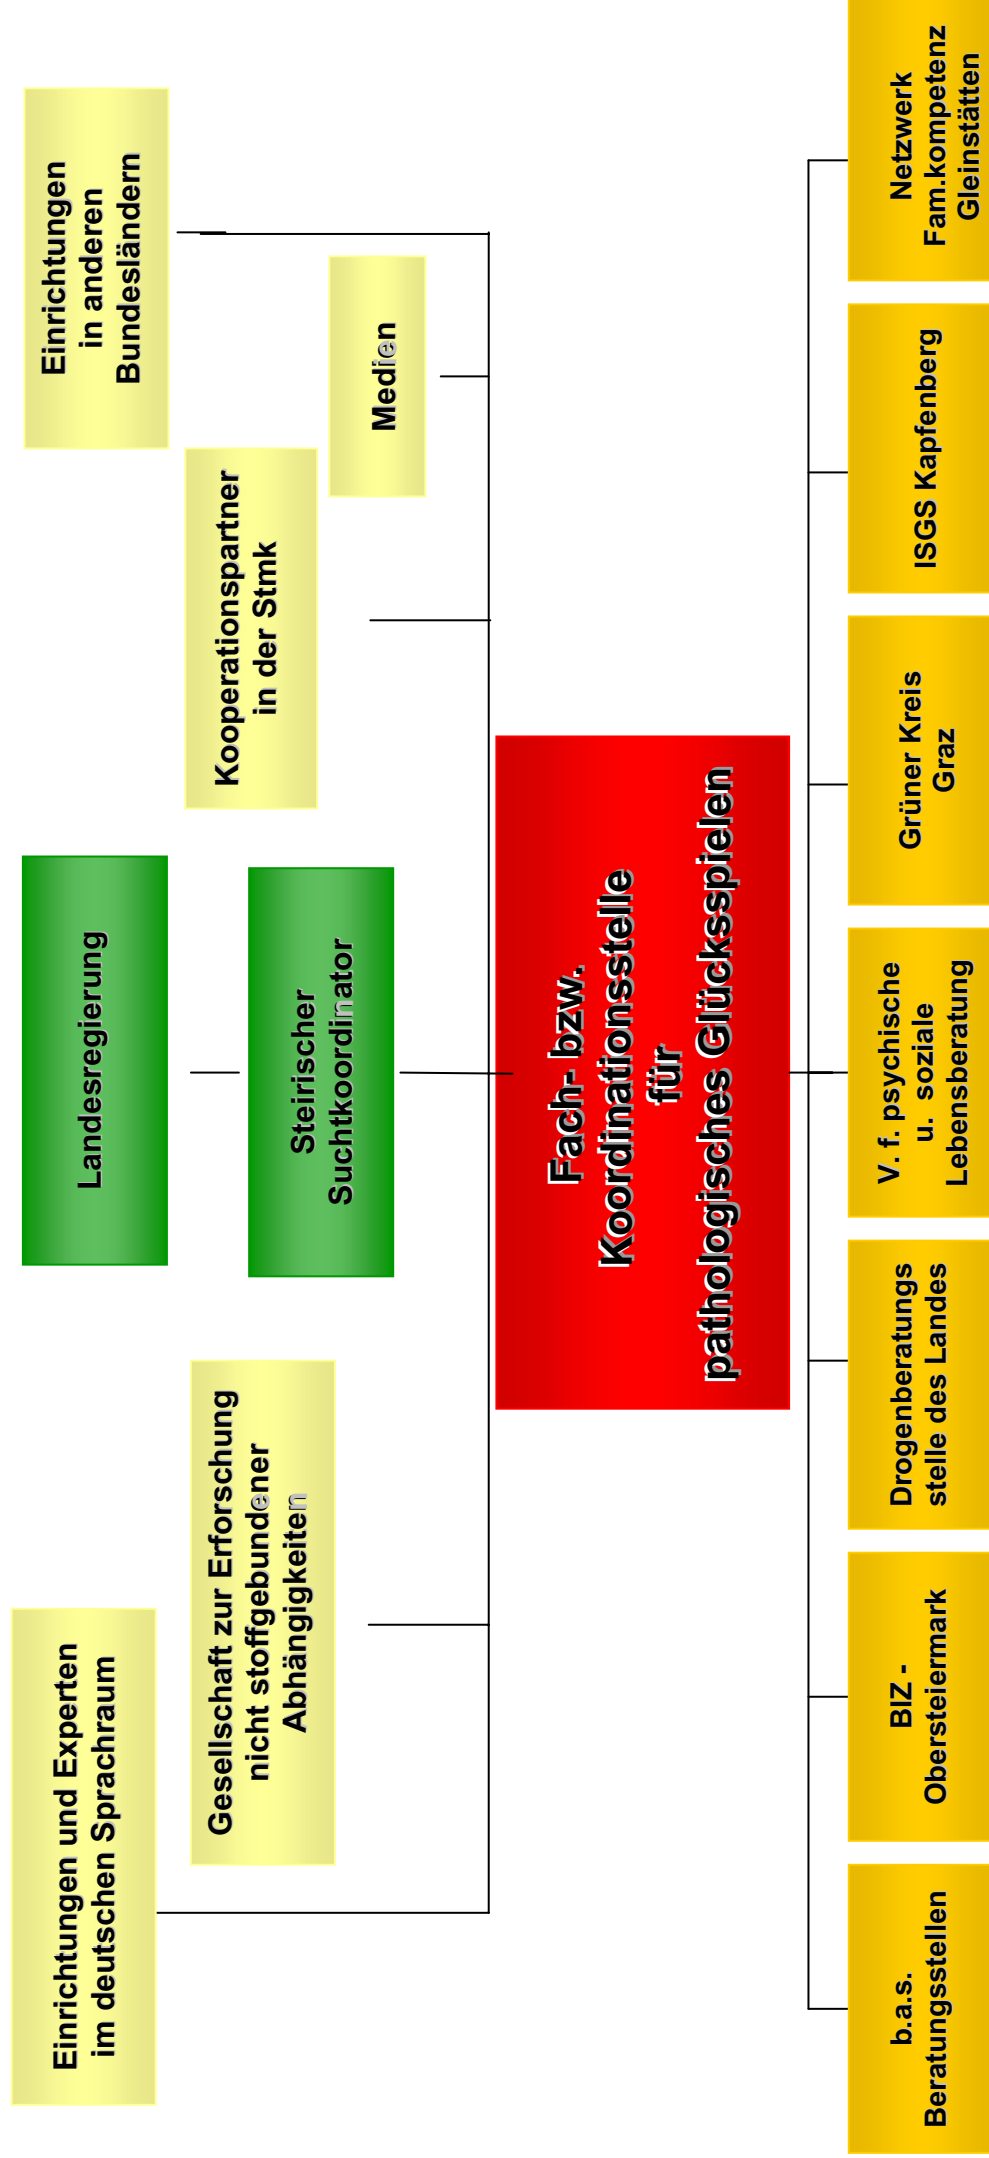 Einrichtungen und Experten
im deutschen Sprachraum
Gesellschaft zur Erforschung
nicht stoffgebundener
Abhängigkeiten
Landesregierung
Steirischer
Suchtkoordinator
Kooperationspartner
in der Stmk
Einrichtungen
in anderen
Bundesländern
Medien
Fach- bzw.
Koordinationsstelle
für
pathologisches Glücksspielen
b.a.s.
Beratungsstellen
BIZ -
Obersteiermark
Drogenberatungs
stelle des Landes
V. f. psychische
u. soziale
Lebensberatung
Grüner Kreis
Graz
ISGS Kapfenberg
Netzwerk
Fam.kompetenz
Gleinstätten